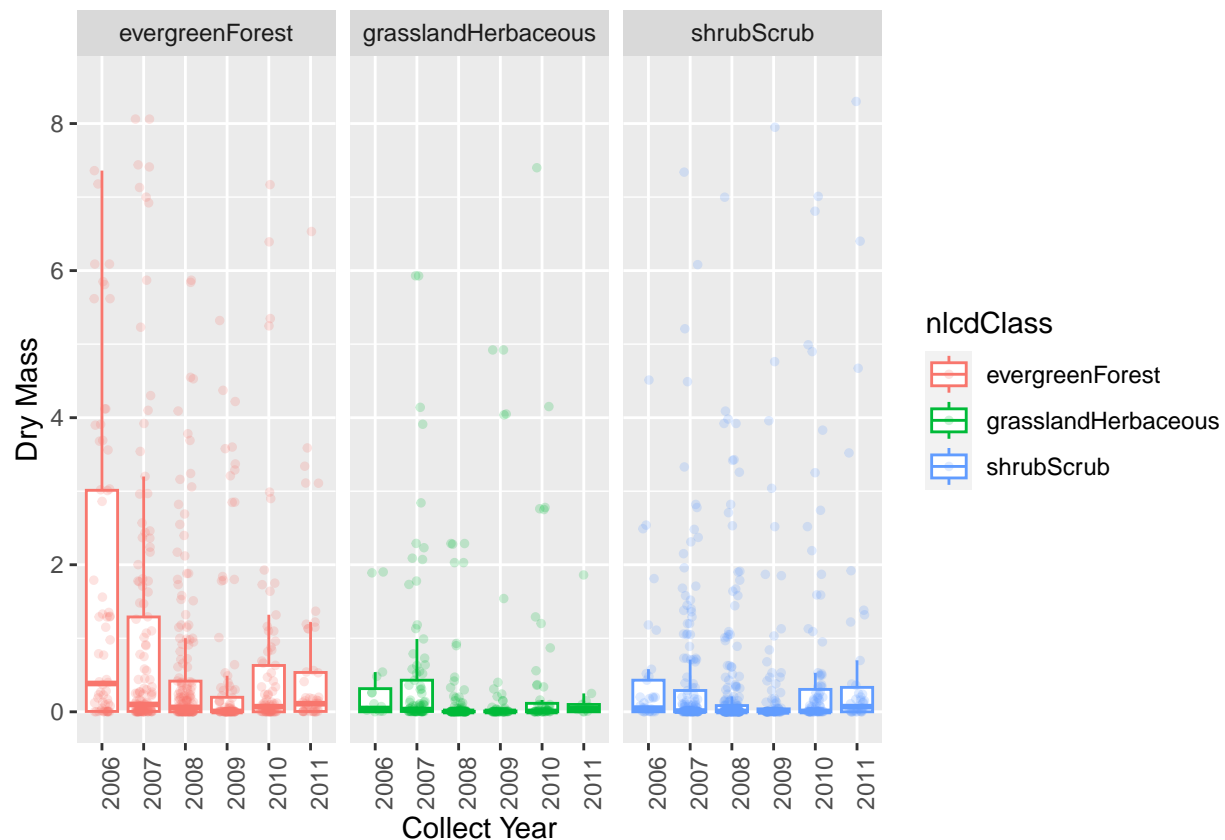 evergreenForest grasslandHerbaceous shrubScrub
8
6
4
2
0
Dry Mass
2006 2007 2008 2009 2010 2011 2006 2007 2008 2009 2010 2011 2006 2007 2008 2009 2010 2011
Collect Year
nlcdClass
evergreenForest
grasslandHerbaceous
shrubScrub